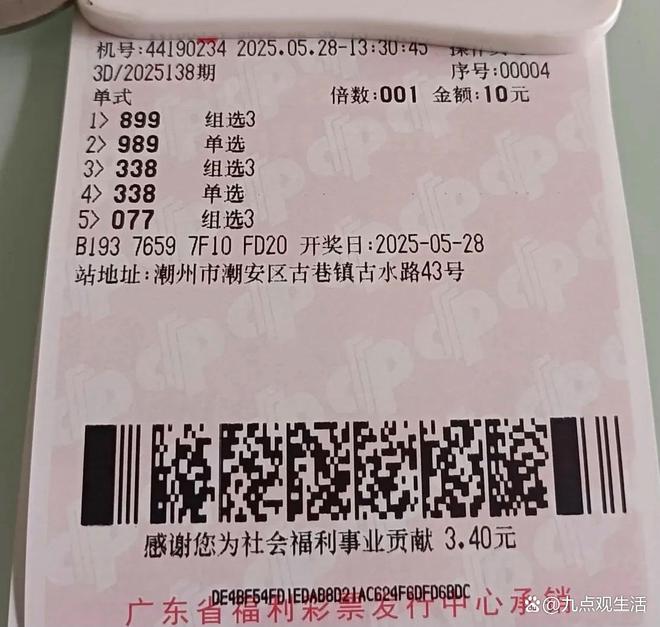 机号:44190234 2025.05.28-13:30:45
3D/2025138期 序号:00004
单式 倍数:001 金额:10元
1> 899 组选3
2> 989 单选
3> 338 组选3
4> 338 单选
5> 077 组选3
B193 7659 7F10 FD20 开奖日:2025-05-28
站地址:潮州市潮安区古巷镇古水路43号
感谢您为社会福利事业贡献 3.40元
DE4BF54FD1EDAB8D21AC624F6DFD6BDC
广东省福利彩票发行中心承销
@九点观生活